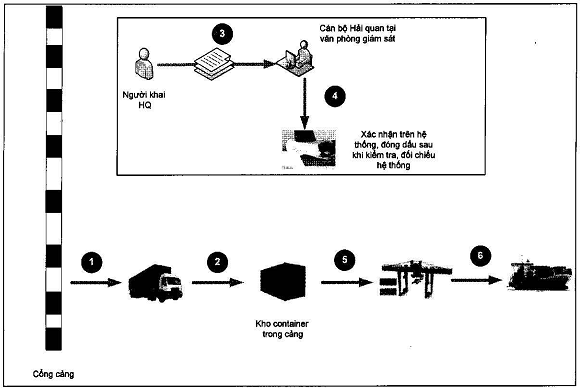 3
Cán bộ Hải quan tại
văn phòng giám sát
Người khai
HQ
4
Xác nhận trên hệ
thống, đóng dấu sau
khi kiểm tra, đối chiếu
hệ thống
1
2
5
6
Kho container
trong cảng
Cổng cảng